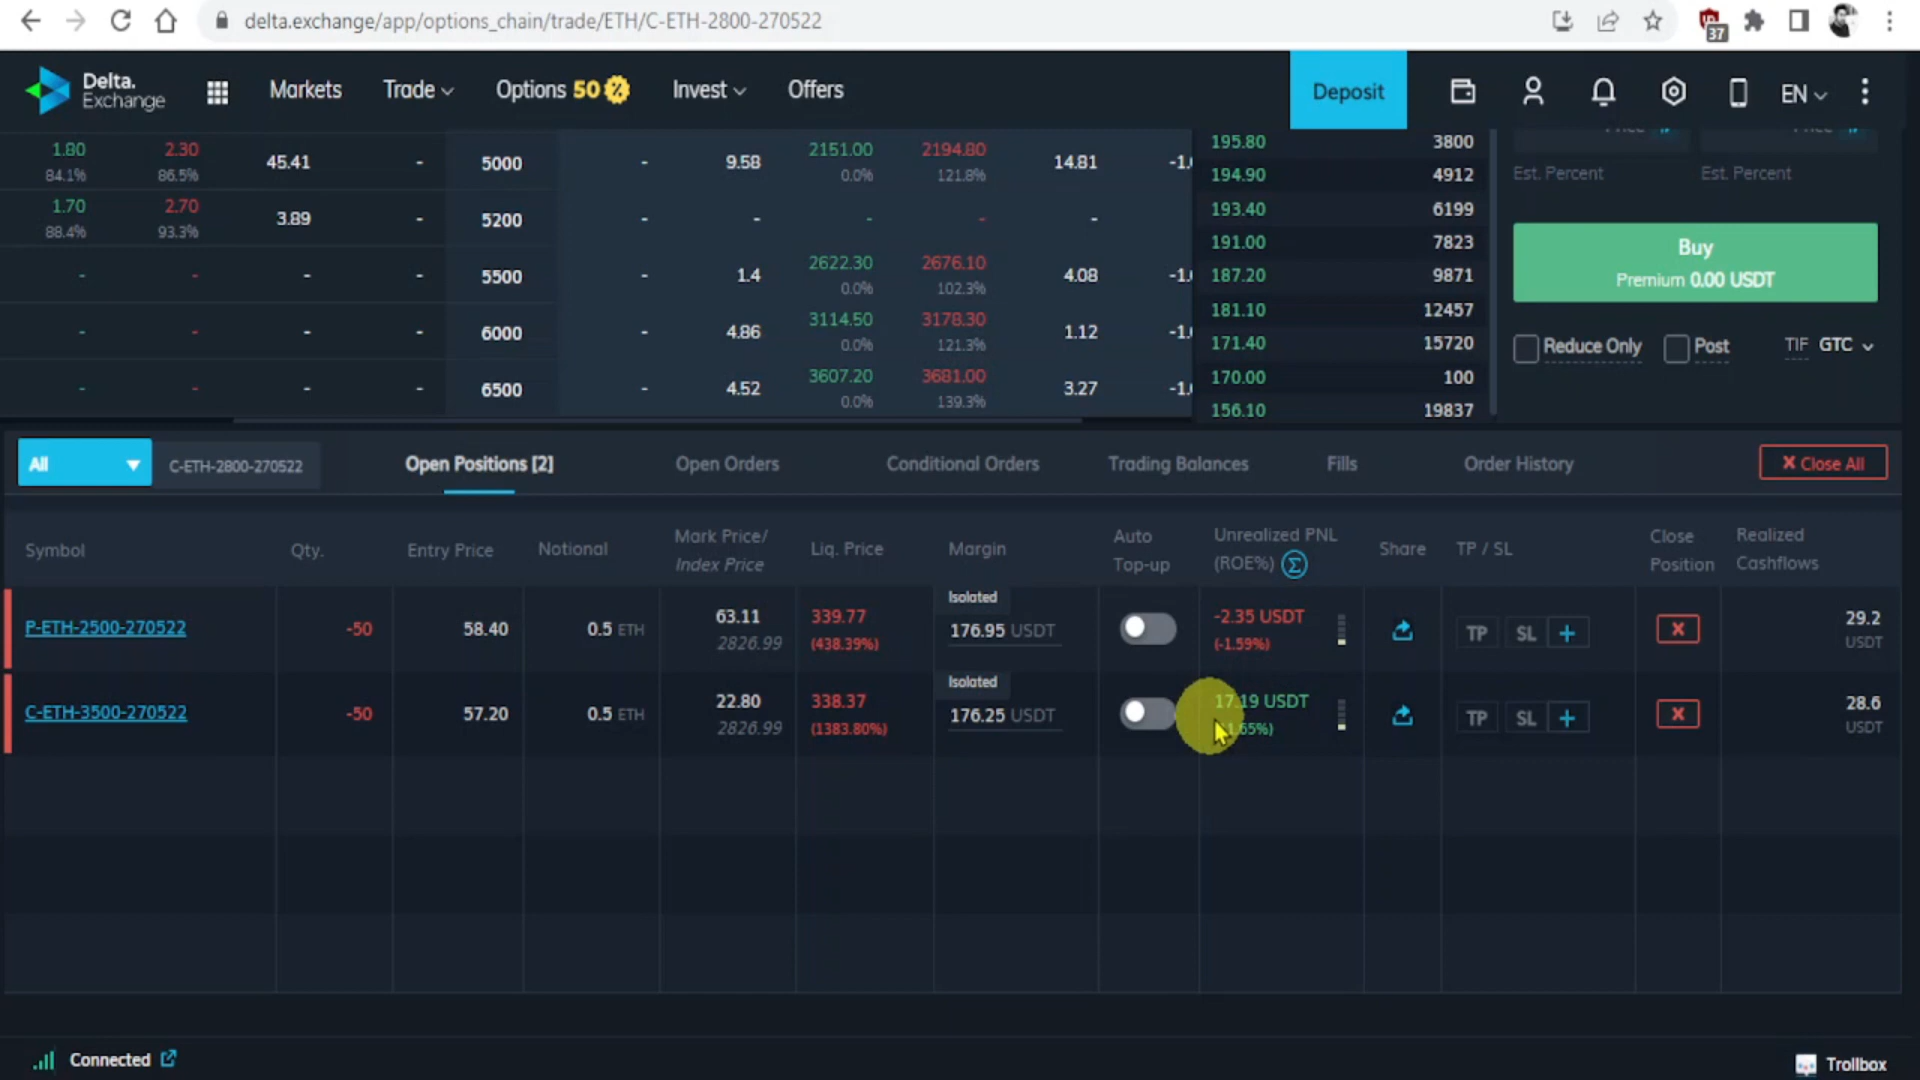 delta.exchange/app/options_chain/trade/ETH/C-ETH-2800-270522
37
Delta.
Exchange
Markets
Trade
Options 50
Invest
Offers
Deposit
EN
1.80 2.30 45.41 - 5000 - 9.58 2151.00 2194.80 14.81
84.1% 86.5% 0.0% 121.8%
1.70 2.70 3.89 - 5200 - - - - -
88.4% 93.3%
- - - - 5500 - 1.4 2622.30 2676.10 4.08
0.0% 102.3%
- - - - 6000 - 4.86 3114.50 3178.30 1.12
0.0% 121.3%
- - - - 6500 - 4.52 3607.20 3681.00 3.27
0.0% 139.3%
195.80 3800
194.90 4912
193.40 6199
191.00 7823
187.20 9871
181.10 12457
171.40 15720
170.00 100
156.10 19837
Est. Percent Est. Percent
Buy
Premium 0.00 USDT
Reduce Only Post TIF GTC
All C-ETH-2800-270522 Open Positions [2] Open Orders Conditional Orders Trading Balances Fills Order History Close All
Symbol Qty. Entry Price Notional Mark Price/ Index Price Liq. Price Margin Auto Top-up Unrealized PNL (ROE%) Share TP / SL Close Position Realized Cashflows
Isolated
P-ETH-2500-270522 -50 58.40 0.5 ETH 63.11 339.77 176.95 USDT -2.35 USDT TP SL + X 29.2
2826.99 (438.39%) (-1.59%) USDT
Isolated
C-ETH-3500-270522 -50 57.20 0.5 ETH 22.80 338.37 176.25 USDT 17.19 USDT TP SL + X 28.6
2826.99 (1383.80%) USDT
Connected
Trollbox